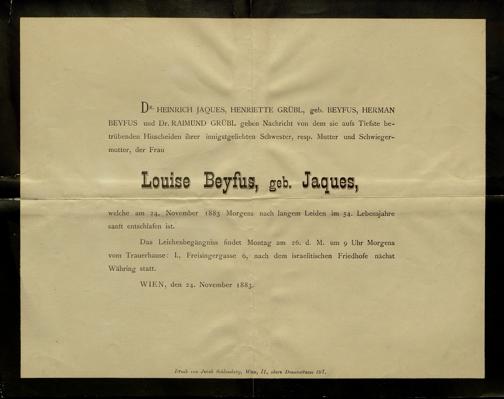 Dr. HEINRICH JAQUES, HENRIETTE GRÜBL, geb. BEYFUS, HERMAN
BEYFUS und Dr. RAIMUND GRÜBL geben Nachricht von dem sie aufs Tiefste be-
trübenden Hinscheiden ihrer innigstgeliebten Schwester, resp. Mutter und Schwieger-
mutter, der Frau
Louise Beyfus, geb. Jaques,
welche am 24. November 1883 Morgens nach langem Leiden im 54. Lebensjahre
sanft entschlafen ist.
Das Leichenbegängniss findet Montag am 26. d. M. um 9 Uhr Morgens
vom Trauerhause: I., Freisingergasse 6, nach dem israelitischen Friedhofe nächst
Währing statt.
WIEN, den 24. November 1883.
Druck von Jacob Schlossberg, Wien, II., obere Donaustrasse